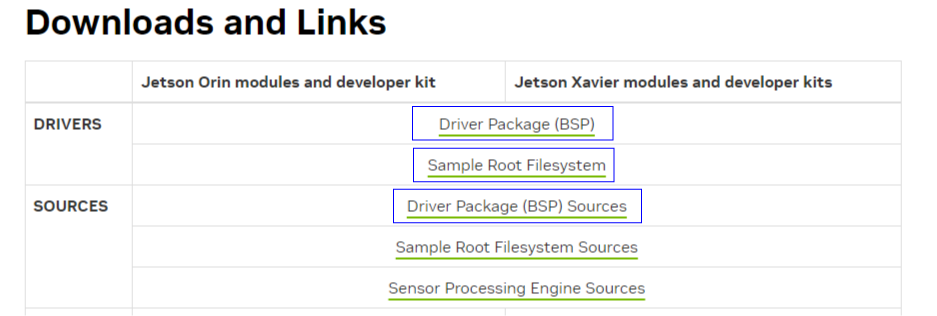 Downloads and Links
Jetson Orin modules and developer kit
Jetson Xavier modules and developer kits
DRIVERS
Driver Package (BSP)
Sample Root Filesystem
SOURCES
Driver Package (BSP) Sources
Sample Root Filesystem Sources
Sensor Processing Engine Sources